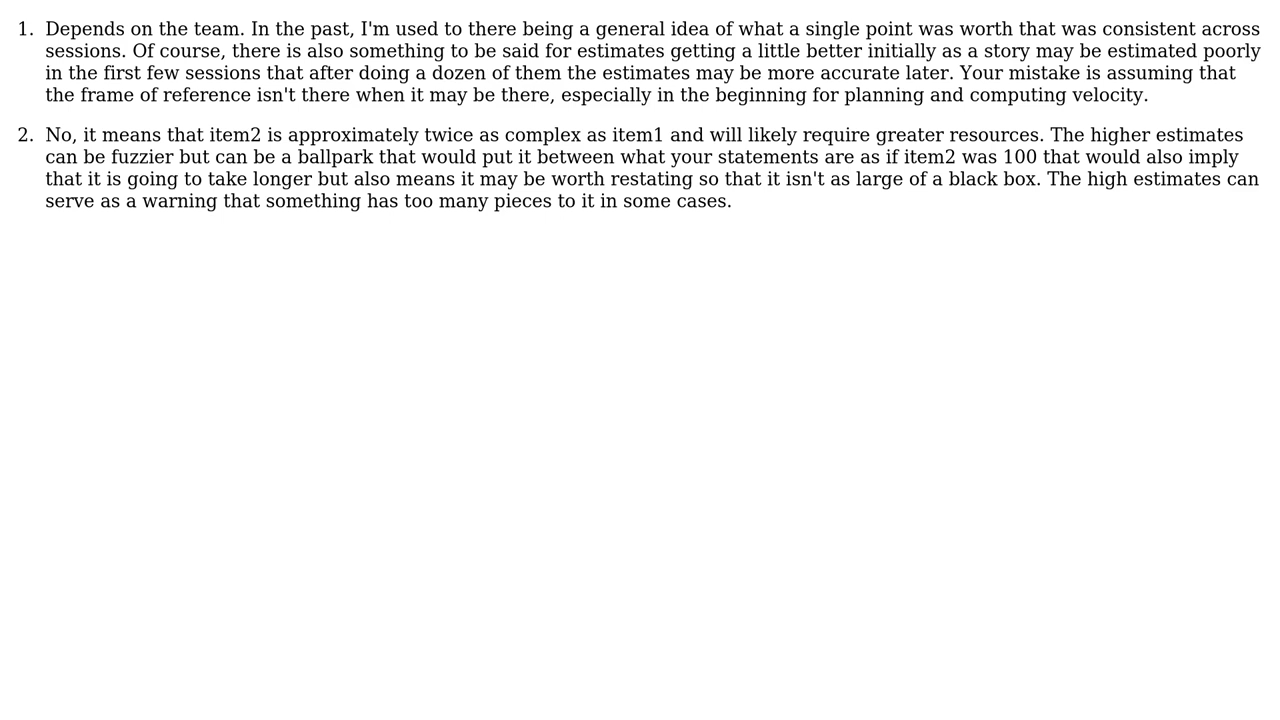 1. Depends on the team. In the past, I'm used to there being a general idea of what a single point was worth that was consistent across
sessions. Of course, there is also something to be said for estimates getting a little better initially as a story may be estimated poorly
in the first few sessions that after doing a dozen of them the estimates may be more accurate later. Your mistake is assuming that
the frame of reference isn't there when it may be there, especially in the beginning for planning and computing velocity.
2. No, it means that item2 is approximately twice as complex as item1 and will likely require greater resources. The higher estimates
can be fuzzier but can be a ballpark that would put it between what your statements are as if item2 was 100 that would also imply
that it is going to take longer but also means it may be worth restating so that it isn't as large of a black box. The high estimates can
serve as a warning that something has too many pieces to it in some cases.